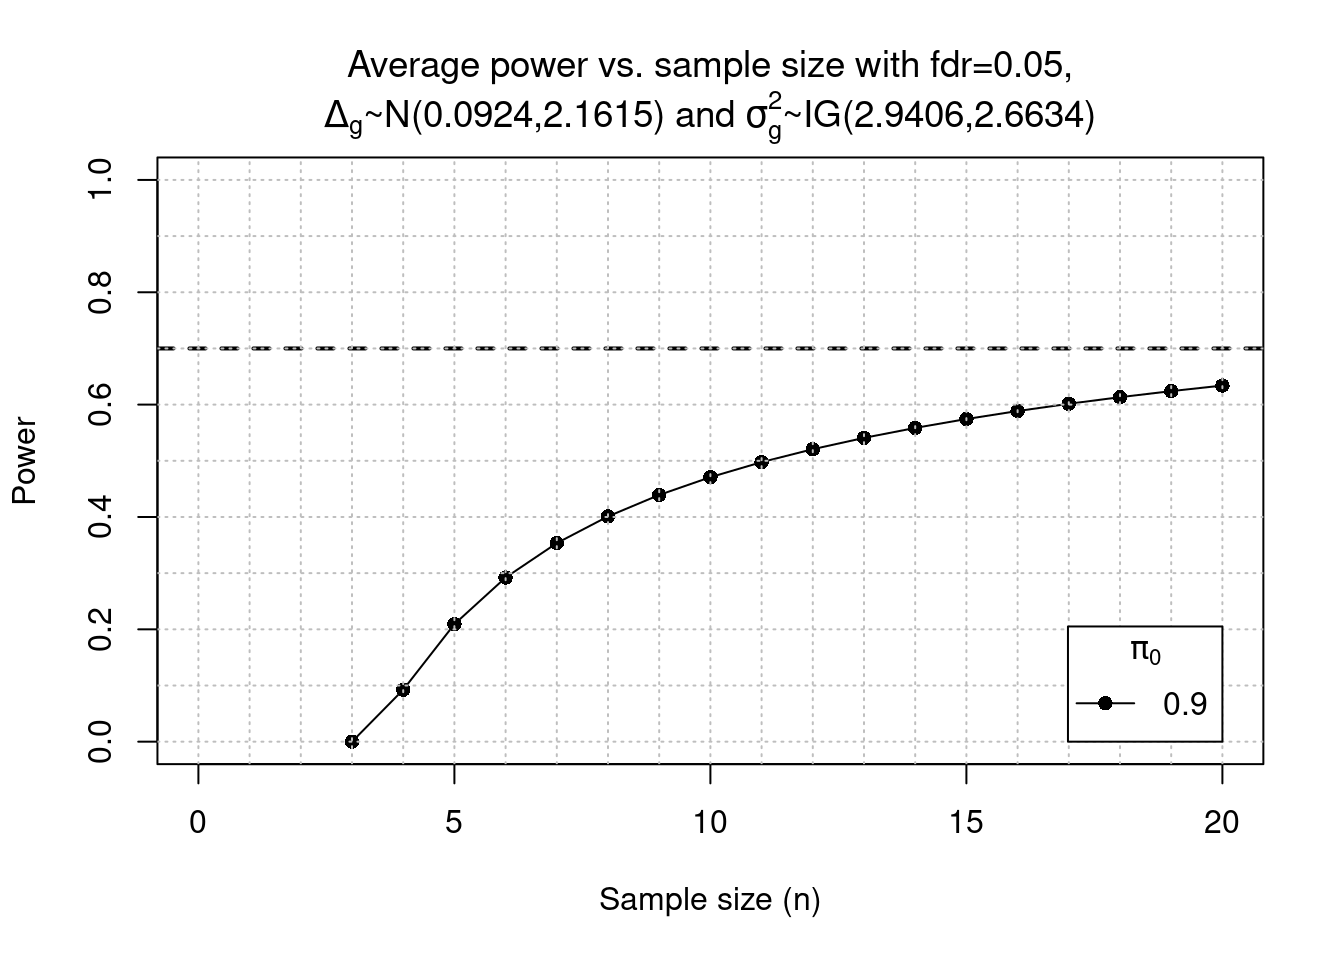 Average power vs. sample size with fdr=0.05,
Δg~N(0.0924,2.1615) and σg²~IG(2.9406,2.6634)
1.0
0.8
0.6
0.4
0.2
0.0
Power
π₀
0.9
0 5 10 15 20
Sample size (n)